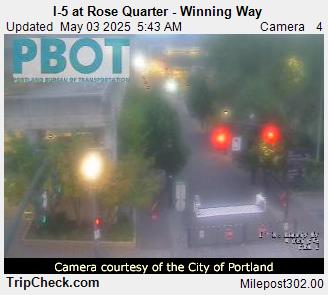 I-5 at Rose Quarter - Winning Way
Updated May 03 2025 5:43 AM Camera 4
PBOT
PORTLAND BUREAU OF TRANSPORTATION
Camera courtesy of the City of Portland
TripCheck.com Milepost302.00